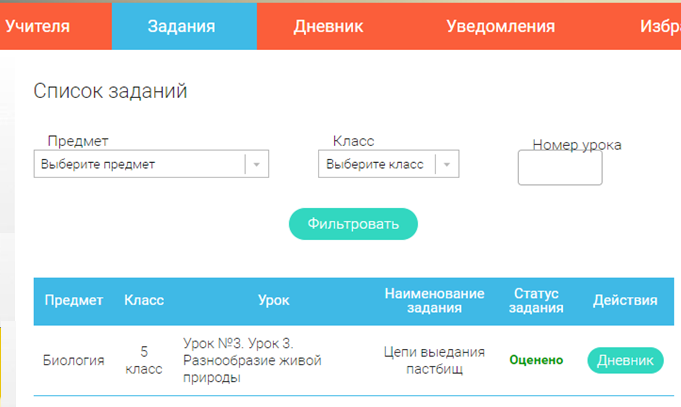 Учителя Задания Дневник Уведомления Избра
Список заданий
Предмет Класс Номер урока
Выберите предмет Выберите класс
Фильтровать
Предмет Класс Урок Наименование задания Статус задания Действия
Биология 5 класс Урок №3. Урок 3. Разнообразие живой природы Цепи выедания пастбищ Оценено Дневник